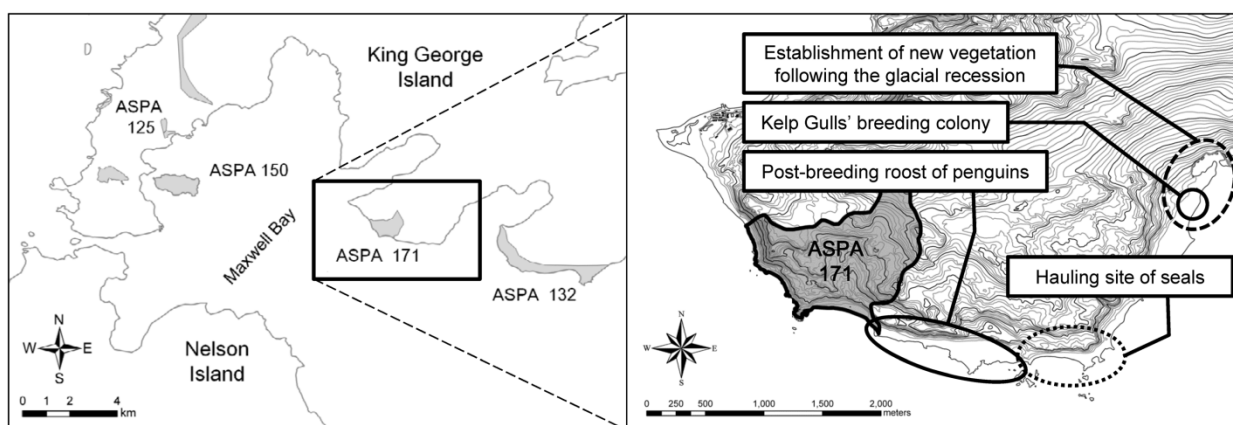 King George
Island
ASPA
125
ASPA 150
Maxwell Bay
ASPA 171
ASPA 132
Nelson
Island
N
W E
S
0 2 4
km
Establishment of new vegetation
following the glacial recession
Kelp Gulls' breeding colony
Post-breeding roost of penguins
ASPA
171
Hauling site of seals
N
W E
S
0 250 500 1,000 1,500 2,000
meters